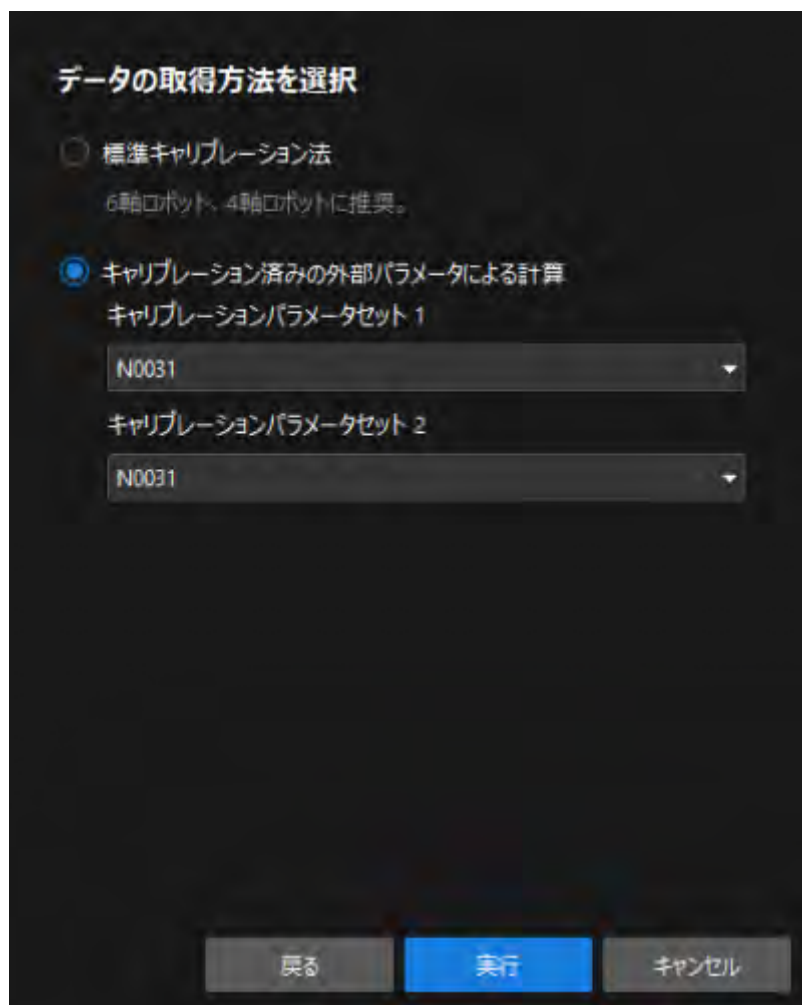 データの取得方法を選択
標準キャリブレーション法
6軸ロボット、4軸ロボットに推奨。
キャリブレーション済みの外部パラメータによる計算
キャリブレーションパラメータセット 1
N0031
キャリブレーションパラメータセット 2
N0031
戻る
実行
キャンセル